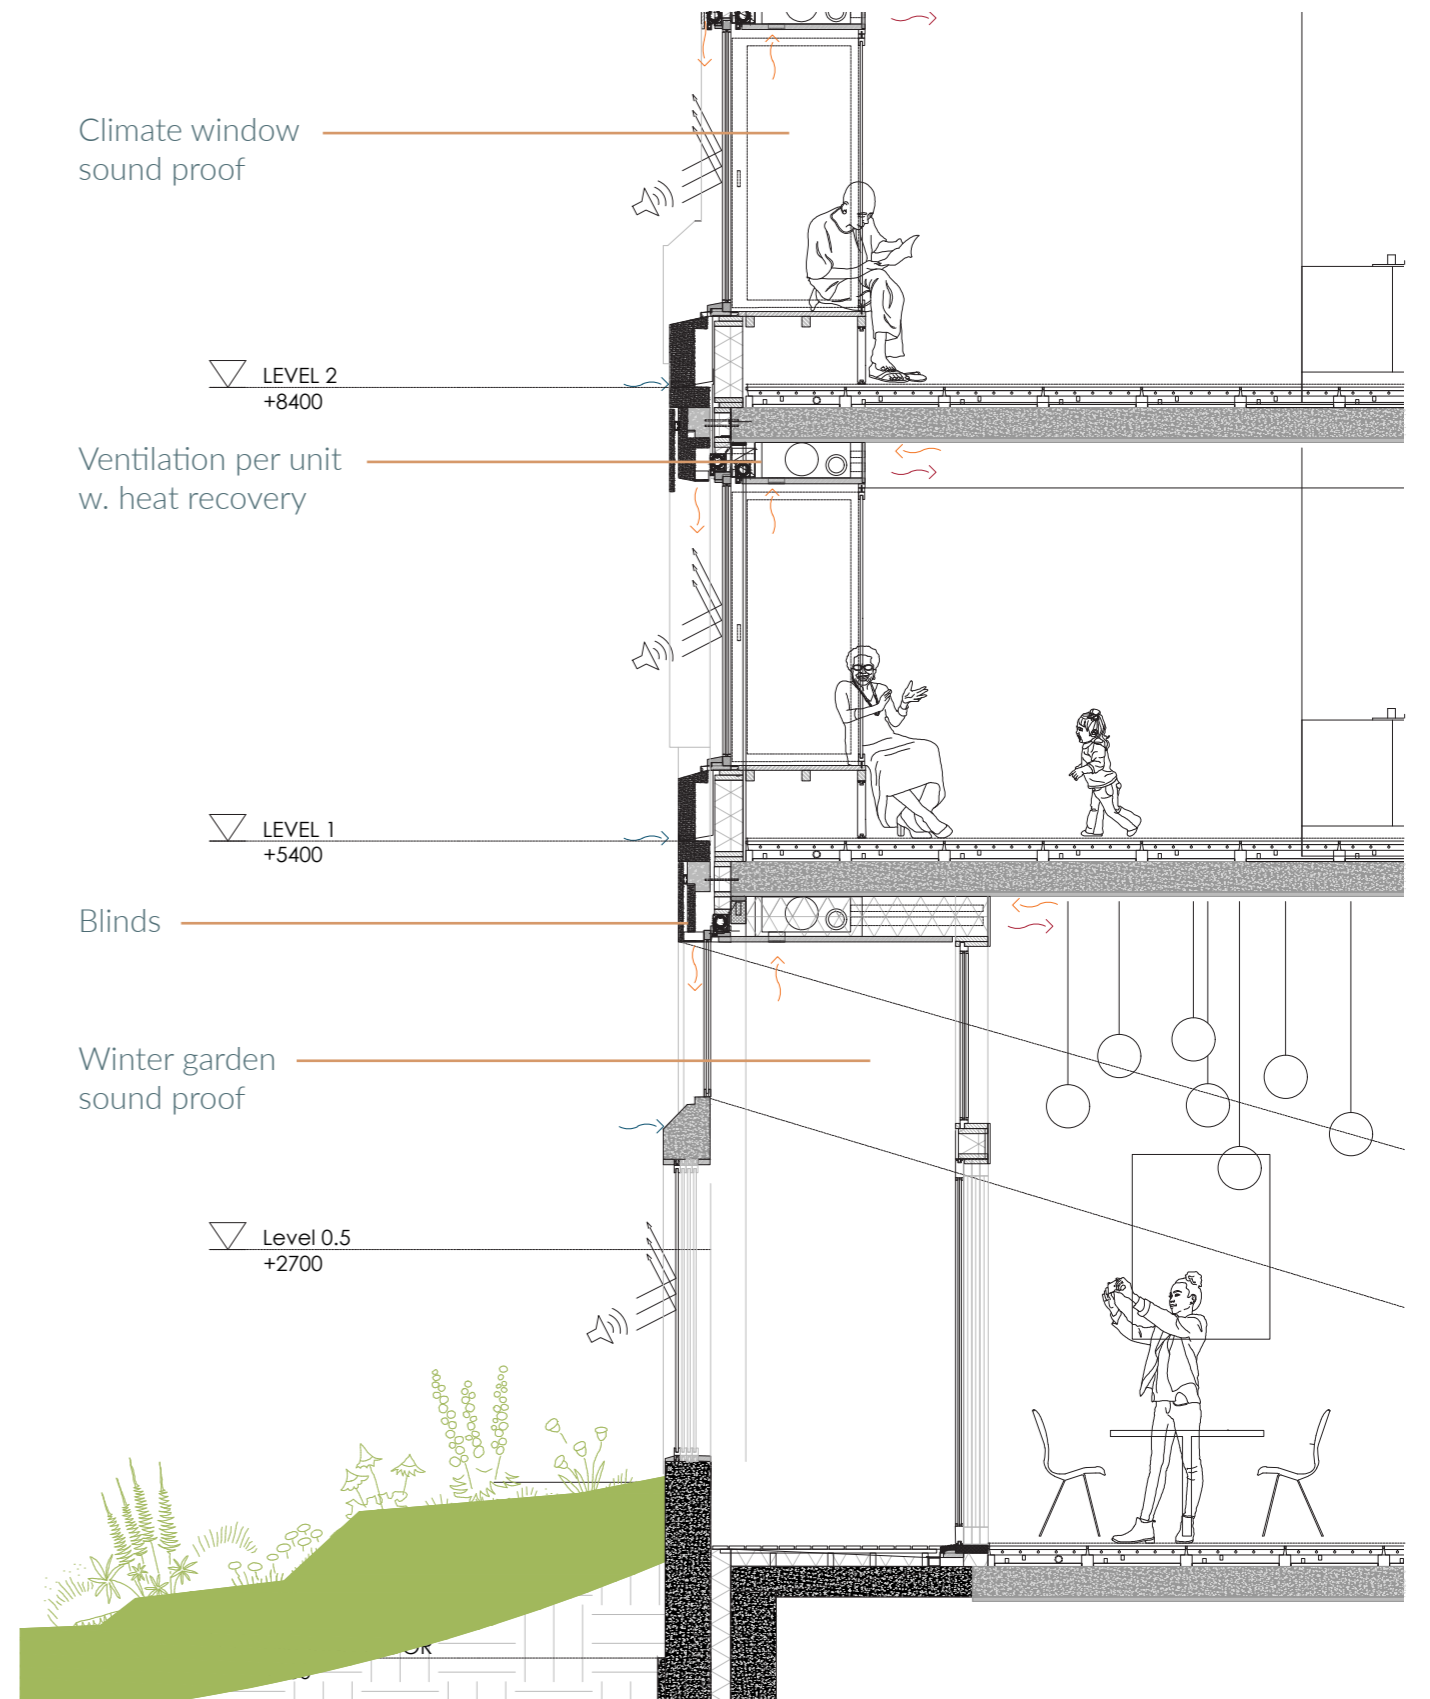 Climate window
sound proof
LEVEL 2
+8400
Ventilation per unit
w. heat recovery
LEVEL 1
+5400
Blinds
Winter garden
sound proof
Level 0.5
+2700